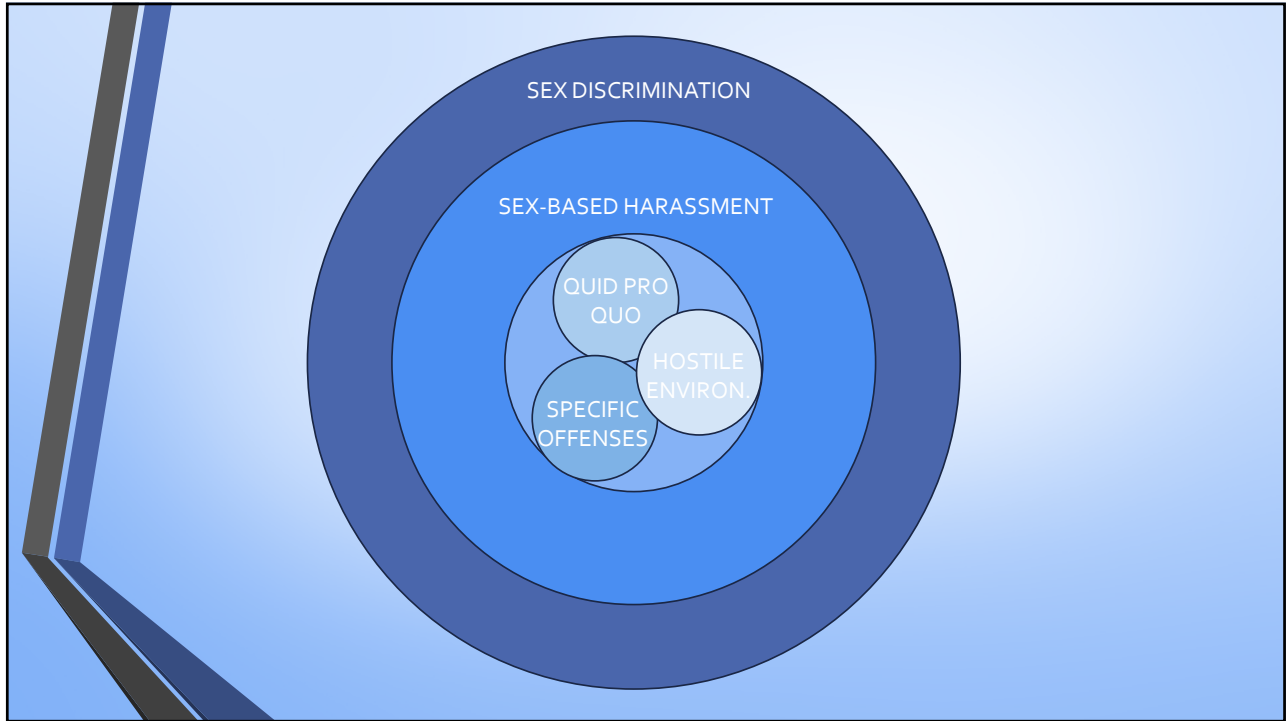 SEX DISCRIMINATION
SEX-BASED HARASSMENT
QUID PRO
QUO
HOSTILE
ENVIRON.
SPECIFIC
OFFENSES